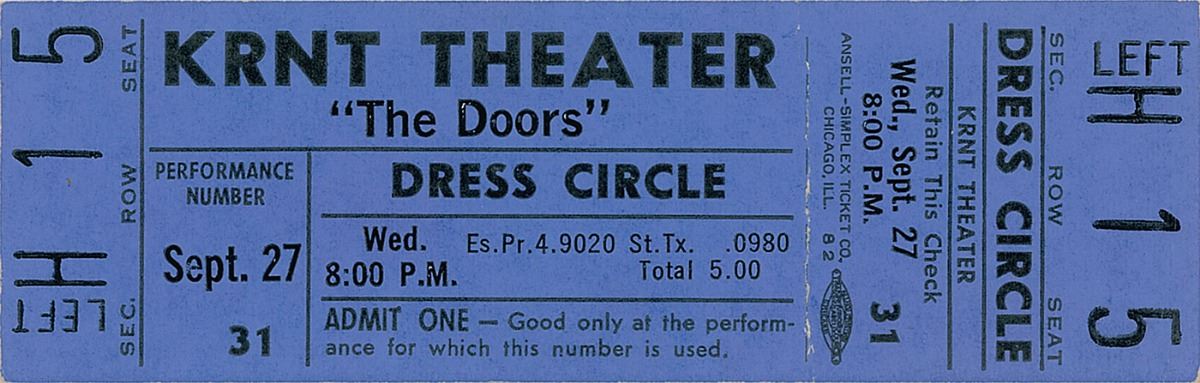 SEAT 5
ROW 1
SEC. LEFT H
KRNT THEATER
"The Doors"
PERFORMANCE
NUMBER
Sept. 27
31
DRESS CIRCLE
Wed.
8:00 P.M.
Es.Pr.4.9020 St.Tx. .0980
Total 5.00
ADMIT ONE — Good only at the perform-
ance for which this number is used.
ANSELL-SIMPLEX TICKET CO.
CHICAGO, ILL. 82
Wed., Sept. 27
8:00 P.M.
31
Retain This Check
KRNT THEATER
DRESS CIRCLE
SEC. LEFT H
ROW 1
SEAT 5